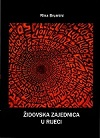 Rina Brumini
ŽIDOVSKA ZAJEDNICA
U RIJECI